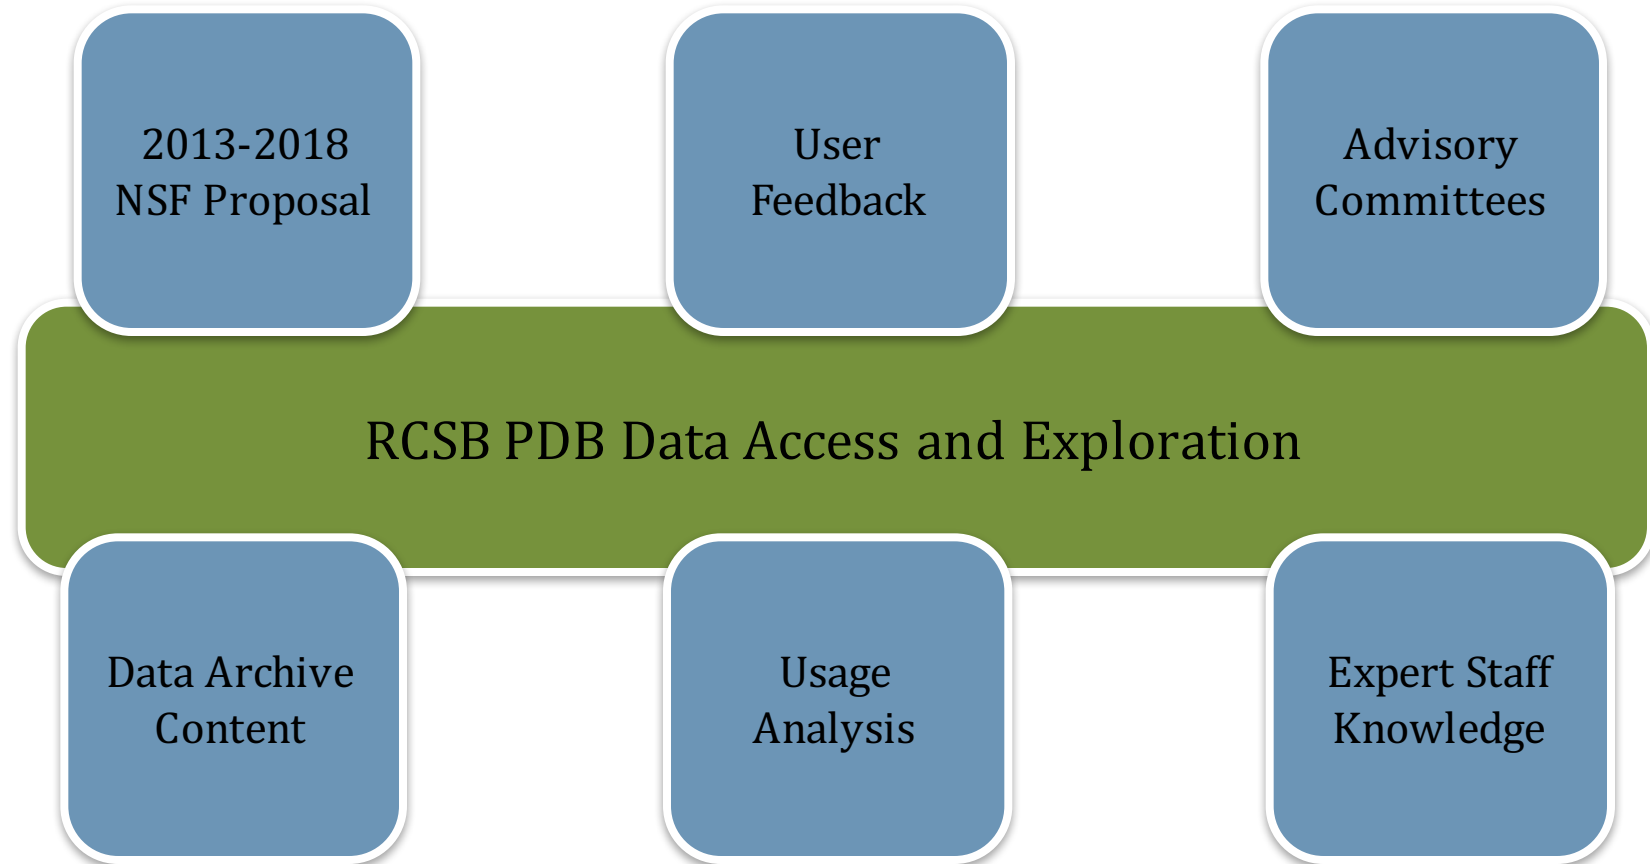 2013-2018
NSF Proposal
User
Feedback
Advisory
Committees
RCSB PDB Data Access and Exploration
Data Archive
Content
Usage
Analysis
Expert Staff
Knowledge